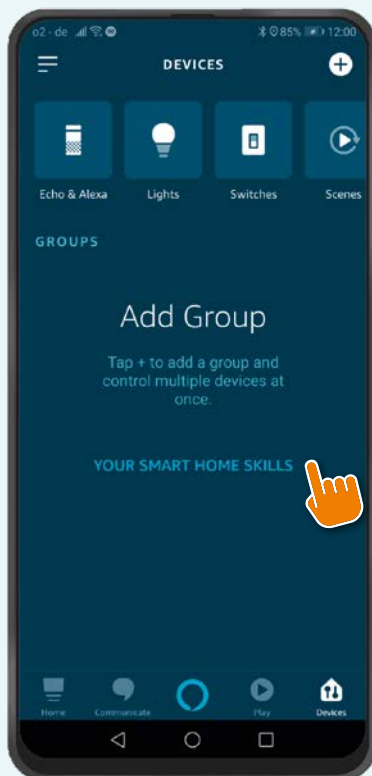 o2 - de 85% 12:00
DEVICES
Echo & Alexa Lights Switches Scenes
GROUPS
Add Group
Tap + to add a group and
control multiple devices at
once.
YOUR SMART HOME SKILLS
Home Communicate Play Devices